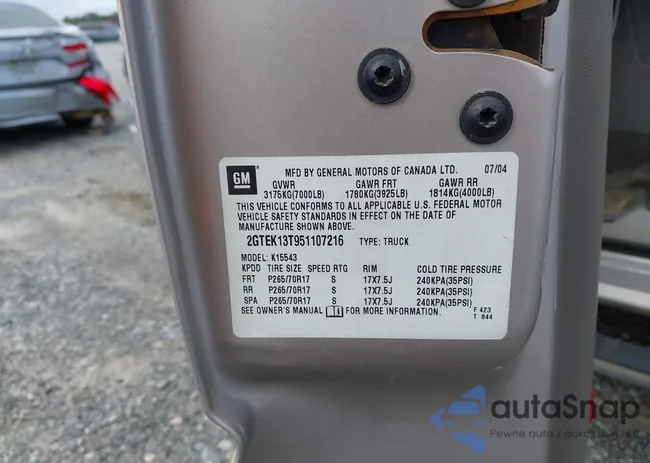 GM
MFD BY GENERAL MOTORS OF CANADA LTD. 07/04
GVWR GAWR FRT GAWR RR
3175KG(7000LB) 1780KG(3925LB) 1814KG(4000LB)
THIS VEHICLE CONFORMS TO ALL APPLICABLE U.S. FEDERAL MOTOR
VEHICLE SAFETY STANDARDS IN EFFECT ON THE DATE OF
MANUFACTURE SHOWN ABOVE.
2GTEK13T951107216 TYPE: TRUCK
MODEL: K15543
KPDD TIRE SIZE SPEED RTG RIM COLD TIRE PRESSURE
FRT P265/70R17 S 17X7.5J 240KPA(35PSI)
RR P265/70R17 S 17X7.5J 240KPA(35PSI)
SPA P265/70R17 S 17X7.5J 240KPA(35PSI)
SEE OWNER'S MANUAL FOR MORE INFORMATION.
F 423
T 844
autaSnap
Pewne auta z aukcji